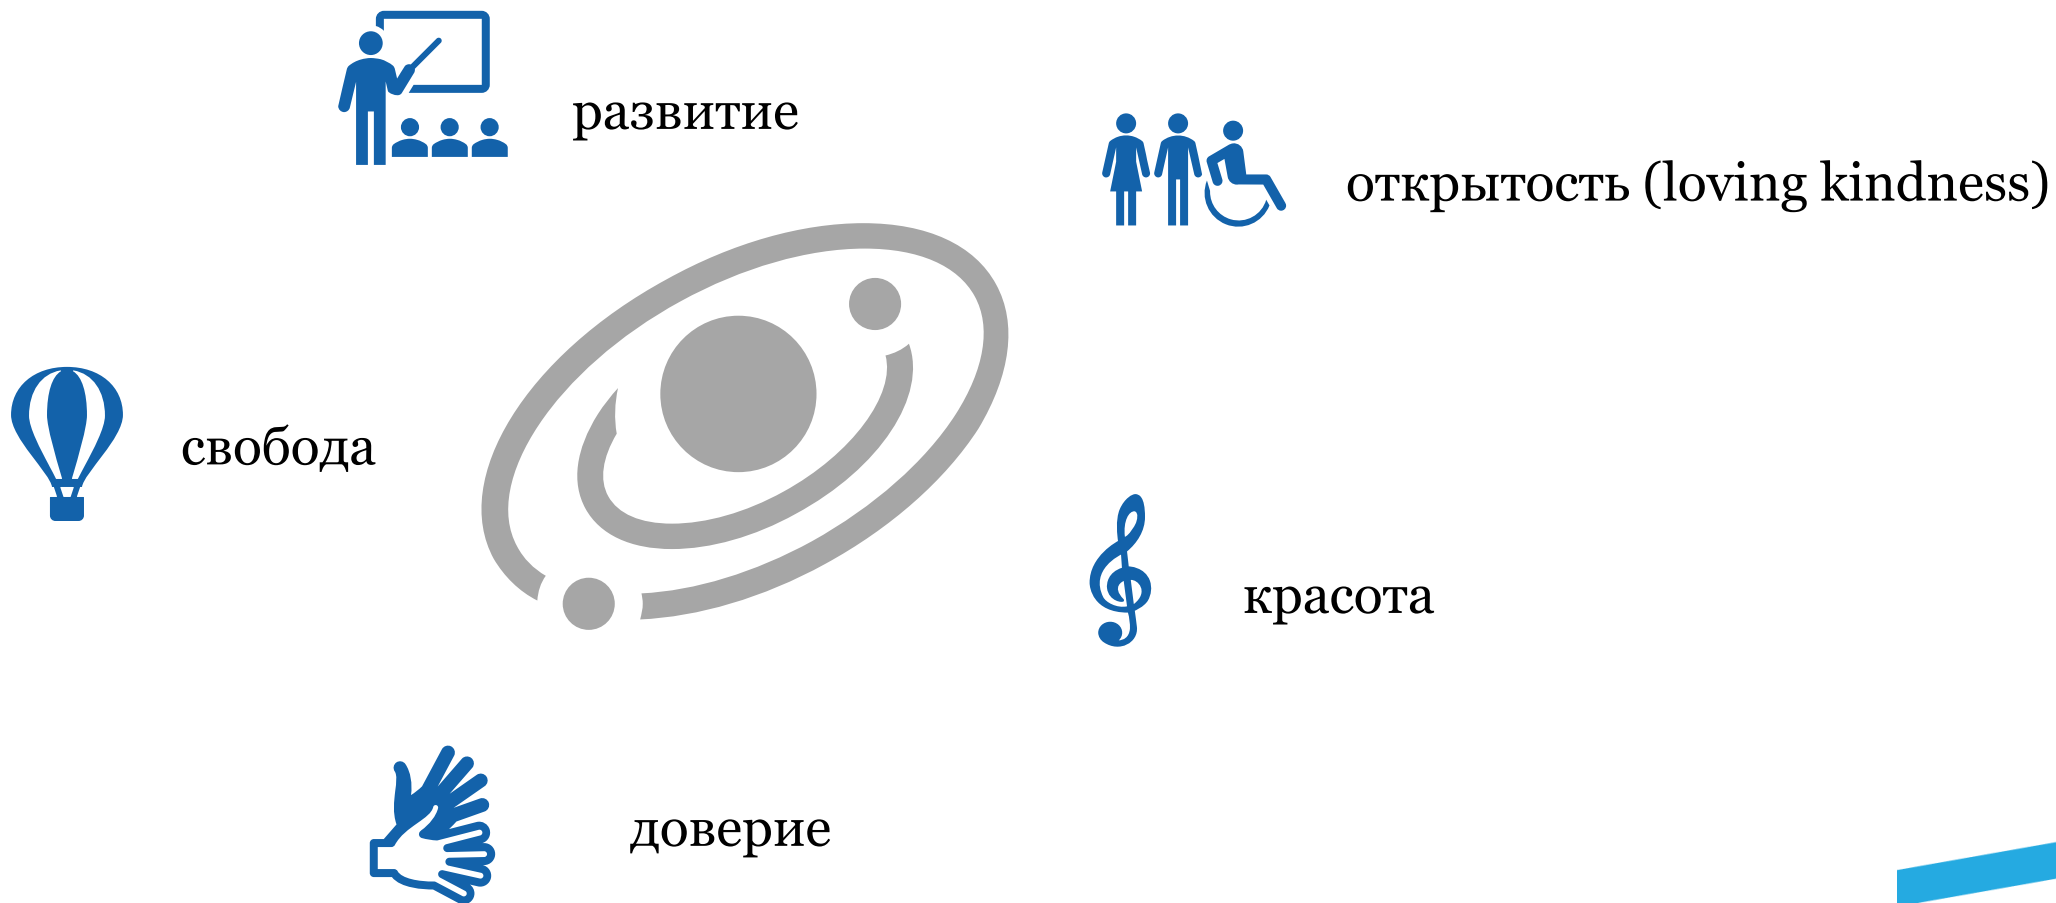 развитие
открытость (loving kindness)
свобода
красота
доверие